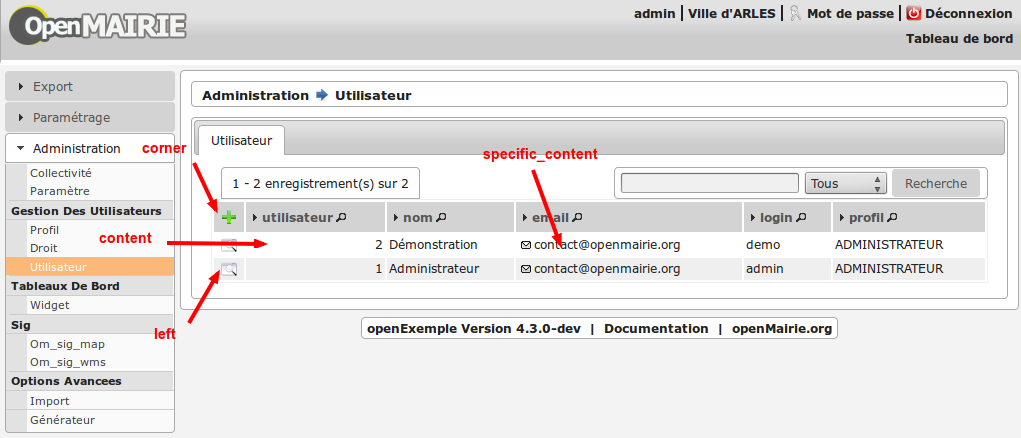 openMAIRIE
admin | Ville d'ARLES | Mot de passe | Déconnexion
Tableau de bord
Export
Paramétrage
Administration
Collectivité
Paramètre
Gestion Des Utilisateurs
Profil
Droit
Utilisateur
Tableaux De Bord
Widget
Sig
Om_sig_map
Om_sig_wms
Options Avancees
Import
Générateur
Administration Utilisateur
Utilisateur
corner
specific_content
content
left
1 - 2 enregistrement(s) sur 2
Tous
Recherche
utilisateur nom email login profil
2 Démonstration contact@openmairie.org demo ADMINISTRATEUR
1 Administrateur contact@openmairie.org admin ADMINISTRATEUR
openExemple Version 4.3.0-dev | Documentation | openMairie.org